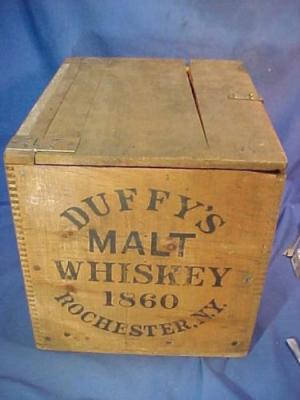 DUFFY'S
MALT
WHISKEY
1860
ROCHESTER, N.Y.